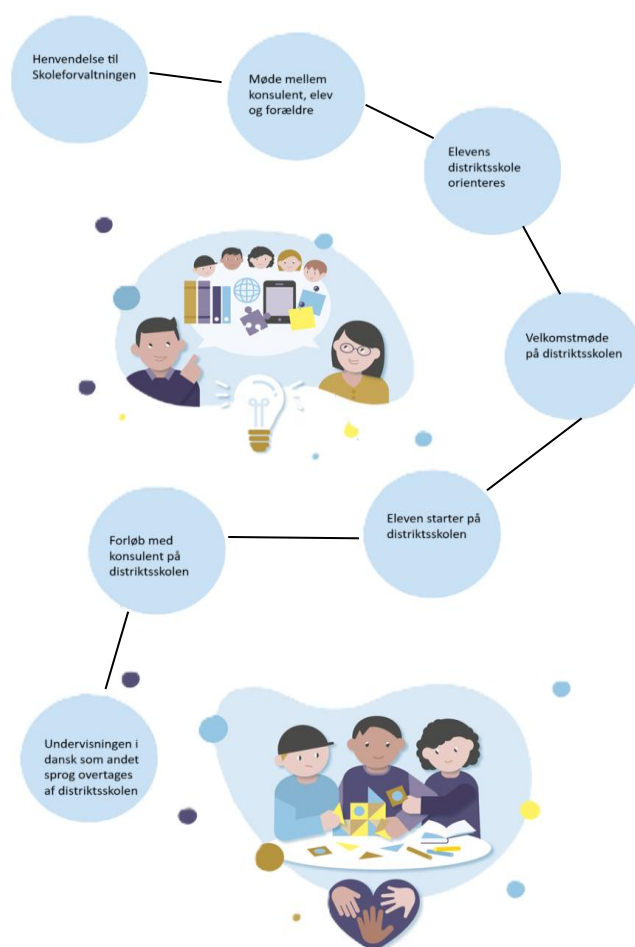 Henvendelse til
Skoleforvaltningen
Møde mellem
konsulent, elev
og forældre
Elevens
distriktsskole
orienteres
Velkomstmøde
på distriktsskolen
Eleven starter på
distriktsskolen
Forløb med
konsulent på
distriktsskolen
Undervisningen i
dansk som andet
sprog overtages
af distriktsskolen